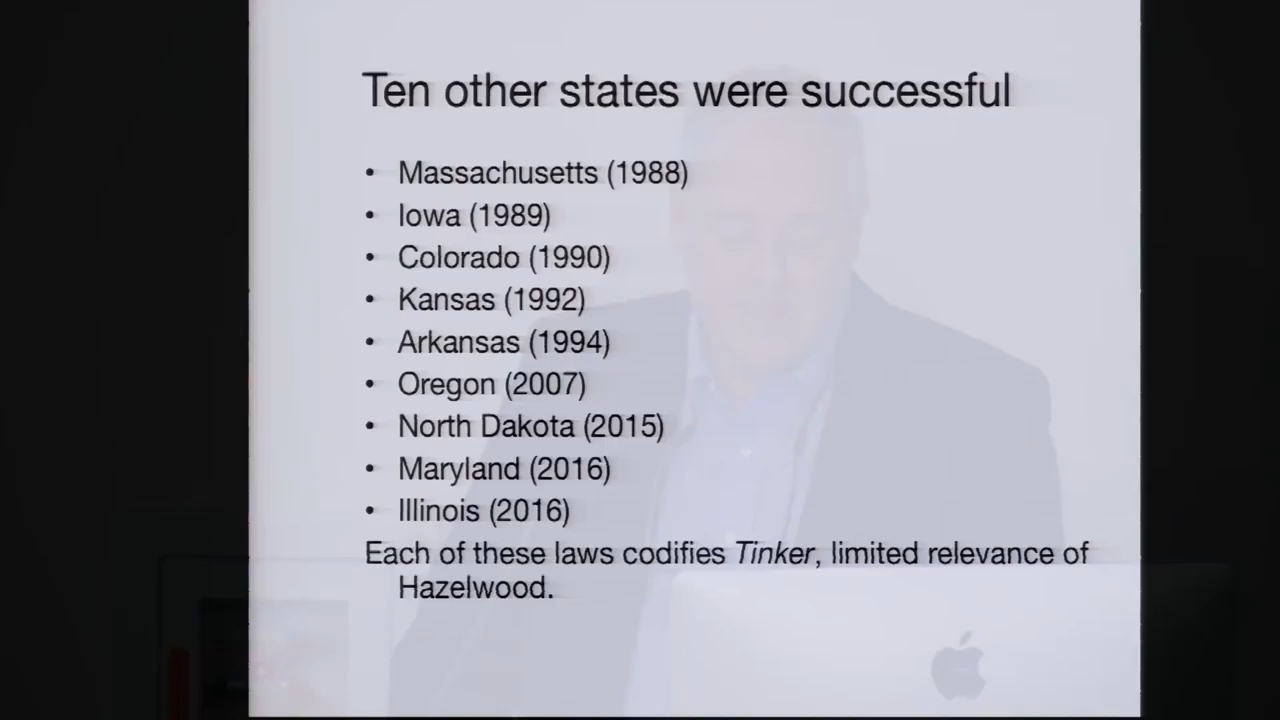 Ten other states were successful
• Massachusetts (1988)
• Iowa (1989)
• Colorado (1990)
• Kansas (1992)
• Arkansas (1994)
• Oregon (2007)
• North Dakota (2015)
• Maryland (2016)
• Illinois (2016)
Each of these laws codifies Tinker, limited relevance of
Hazelwood.